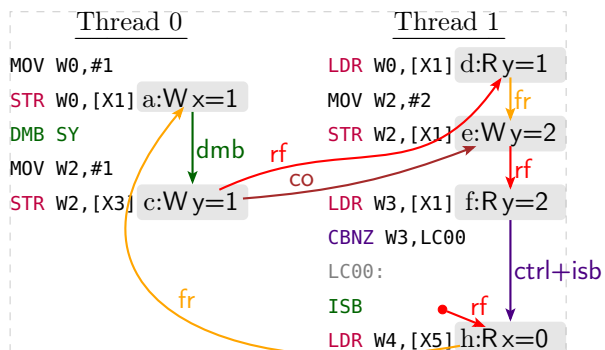 Thread 0
MOV W0,#1
STR W0,[X1] a:W x=1
DMB SY
dmb
MOV W2,#1
STR W2,[X3] c:W y=1
Thread 1
LDR W0,[X1] d:R y=1
MOV W2,#2
fr
STR W2,[X1] e:W y=2
rf
co
rf
LDR W3,[X1] f:R y=2
CBNZ W3,LC00
LC00:
ctrl+isb
ISB
fr
rf
LDR W4,[X5] h:R x=0